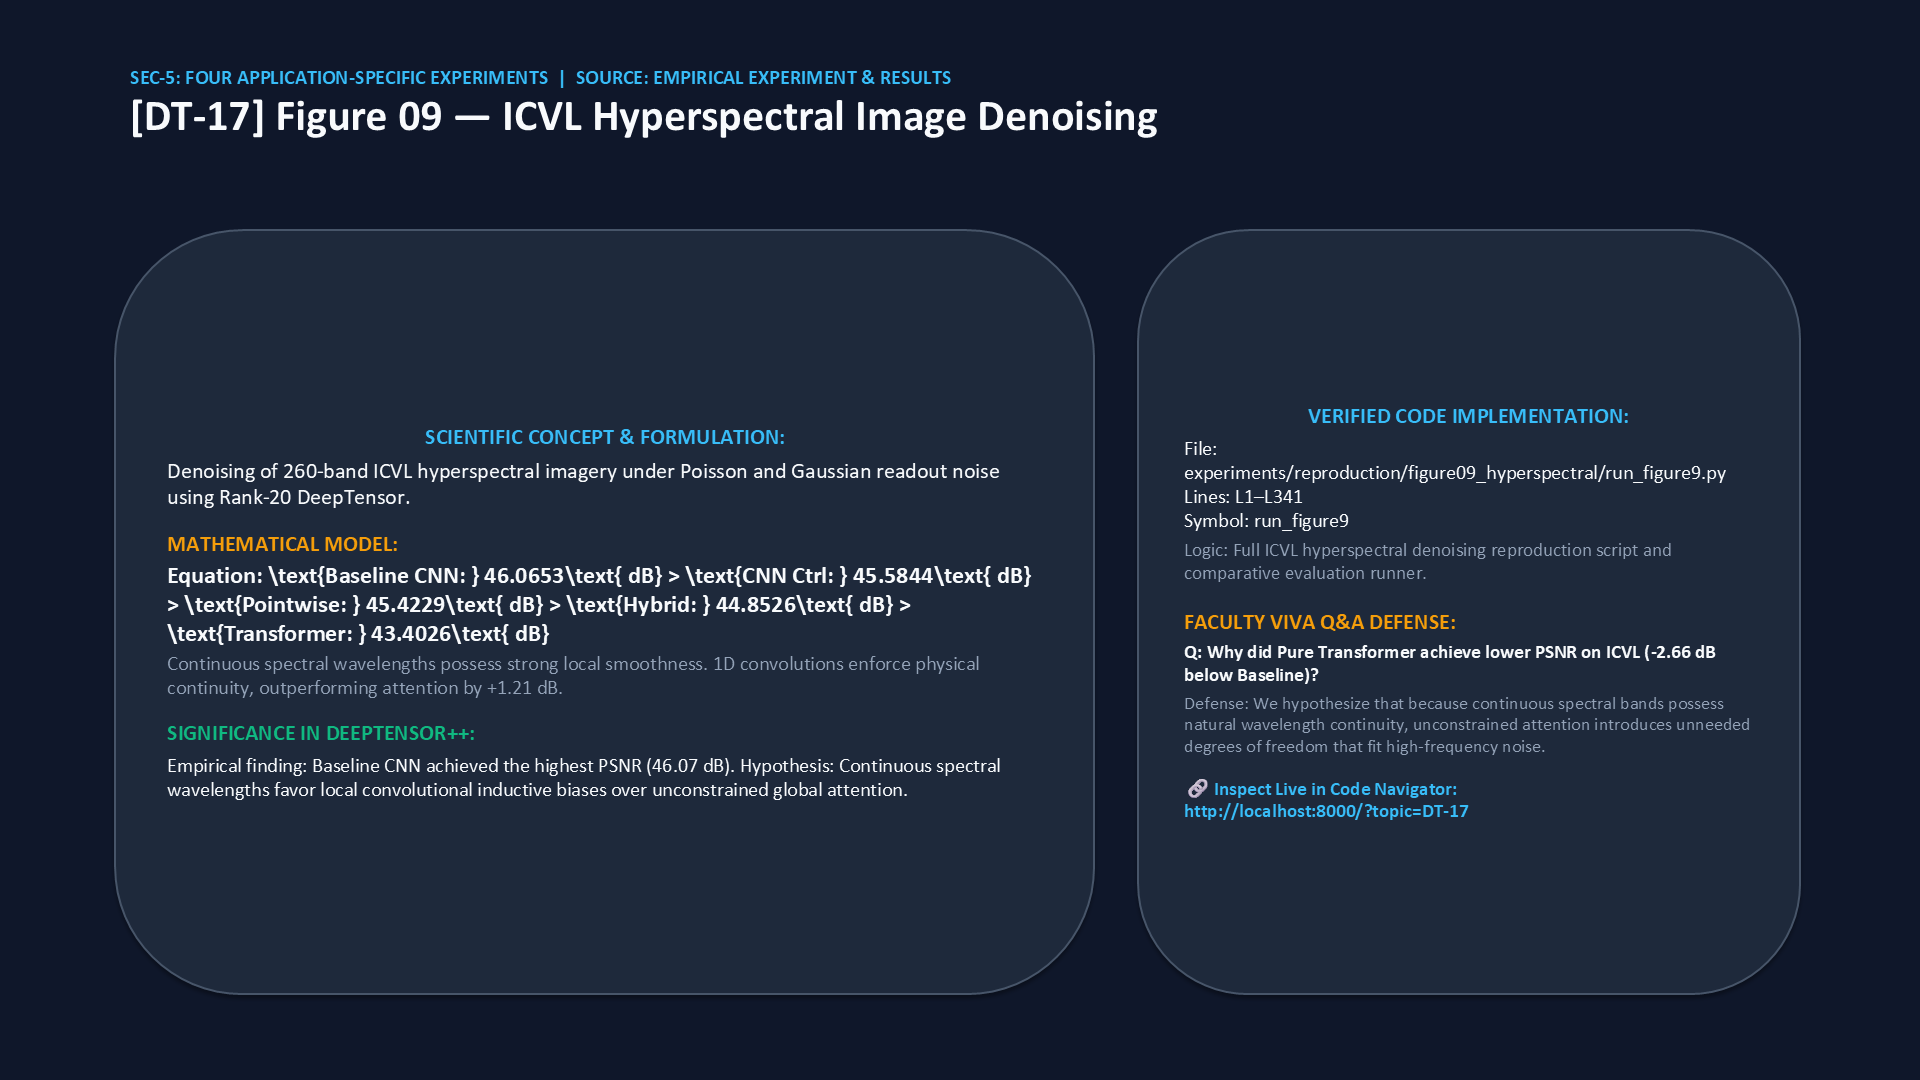 SEC-5: FOUR APPLICATION-SPECIFIC EXPERIMENTS | SOURCE: EMPIRICAL EXPERIMENT & RESULTS
[DT-17] Figure 09 — ICVL Hyperspectral Image Denoising
SCIENTIFIC CONCEPT & FORMULATION:
Denoising of 260-band ICVL hyperspectral imagery under Poisson and Gaussian readout noise
using Rank-20 DeepTensor.
MATHEMATICAL MODEL:
Equation: \text{Baseline CNN: } 46.0653\text{ dB} > \text{CNN Ctrl: } 45.5844\text{ dB}
> \text{Pointwise: } 45.4229\text{ dB} > \text{Hybrid: } 44.8526\text{ dB} >
\text{Transformer: } 43.4026\text{ dB}
Continuous spectral wavelengths possess strong local smoothness. 1D convolutions enforce physical
continuity, outperforming attention by +1.21 dB.
SIGNIFICANCE IN DEEPTENSOR++:
Empirical finding: Baseline CNN achieved the highest PSNR (46.07 dB). Hypothesis: Continuous spectral
wavelengths favor local convolutional inductive biases over unconstrained global attention.
VERIFIED CODE IMPLEMENTATION:
File:
experiments/reproduction/figure09_hyperspectral/run_figure9.py
Lines: L1–L341
Symbol: run_figure9
Logic: Full ICVL hyperspectral denoising reproduction script and
comparative evaluation runner.
FACULTY VIVA Q&A DEFENSE:
Q: Why did Pure Transformer achieve lower PSNR on ICVL (-2.66 dB
below Baseline)?
Defense: We hypothesize that because continuous spectral bands possess
natural wavelength continuity, unconstrained attention introduces unneeded
degrees of freedom that fit high-frequency noise.
🔗 Inspect Live in Code Navigator:
http://localhost:8000/?topic=DT-17